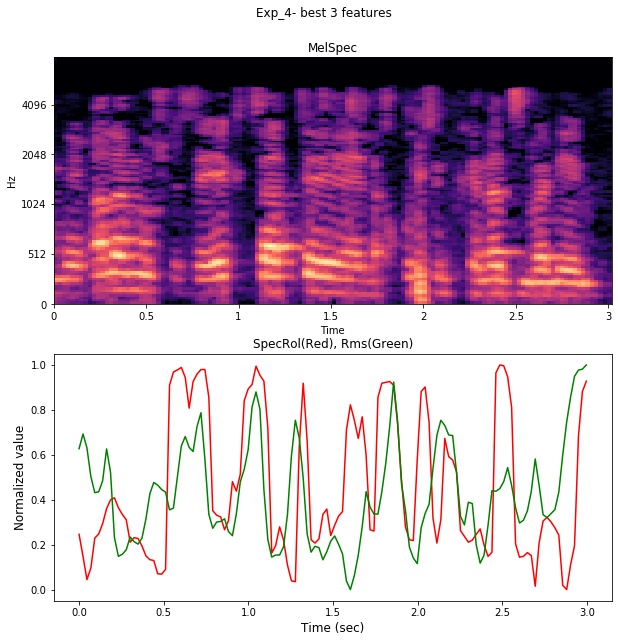 Exp_4- best 3 features
MelSpec
4096
2048
1024
512
0
Hz
0 0.5 1 1.5 2 2.5 3
Time
SpecRol(Red), Rms(Green)
1.0
0.8
0.6
0.4
0.2
0.0
Normalized value
0.0 0.5 1.0 1.5 2.0 2.5 3.0
Time (sec)